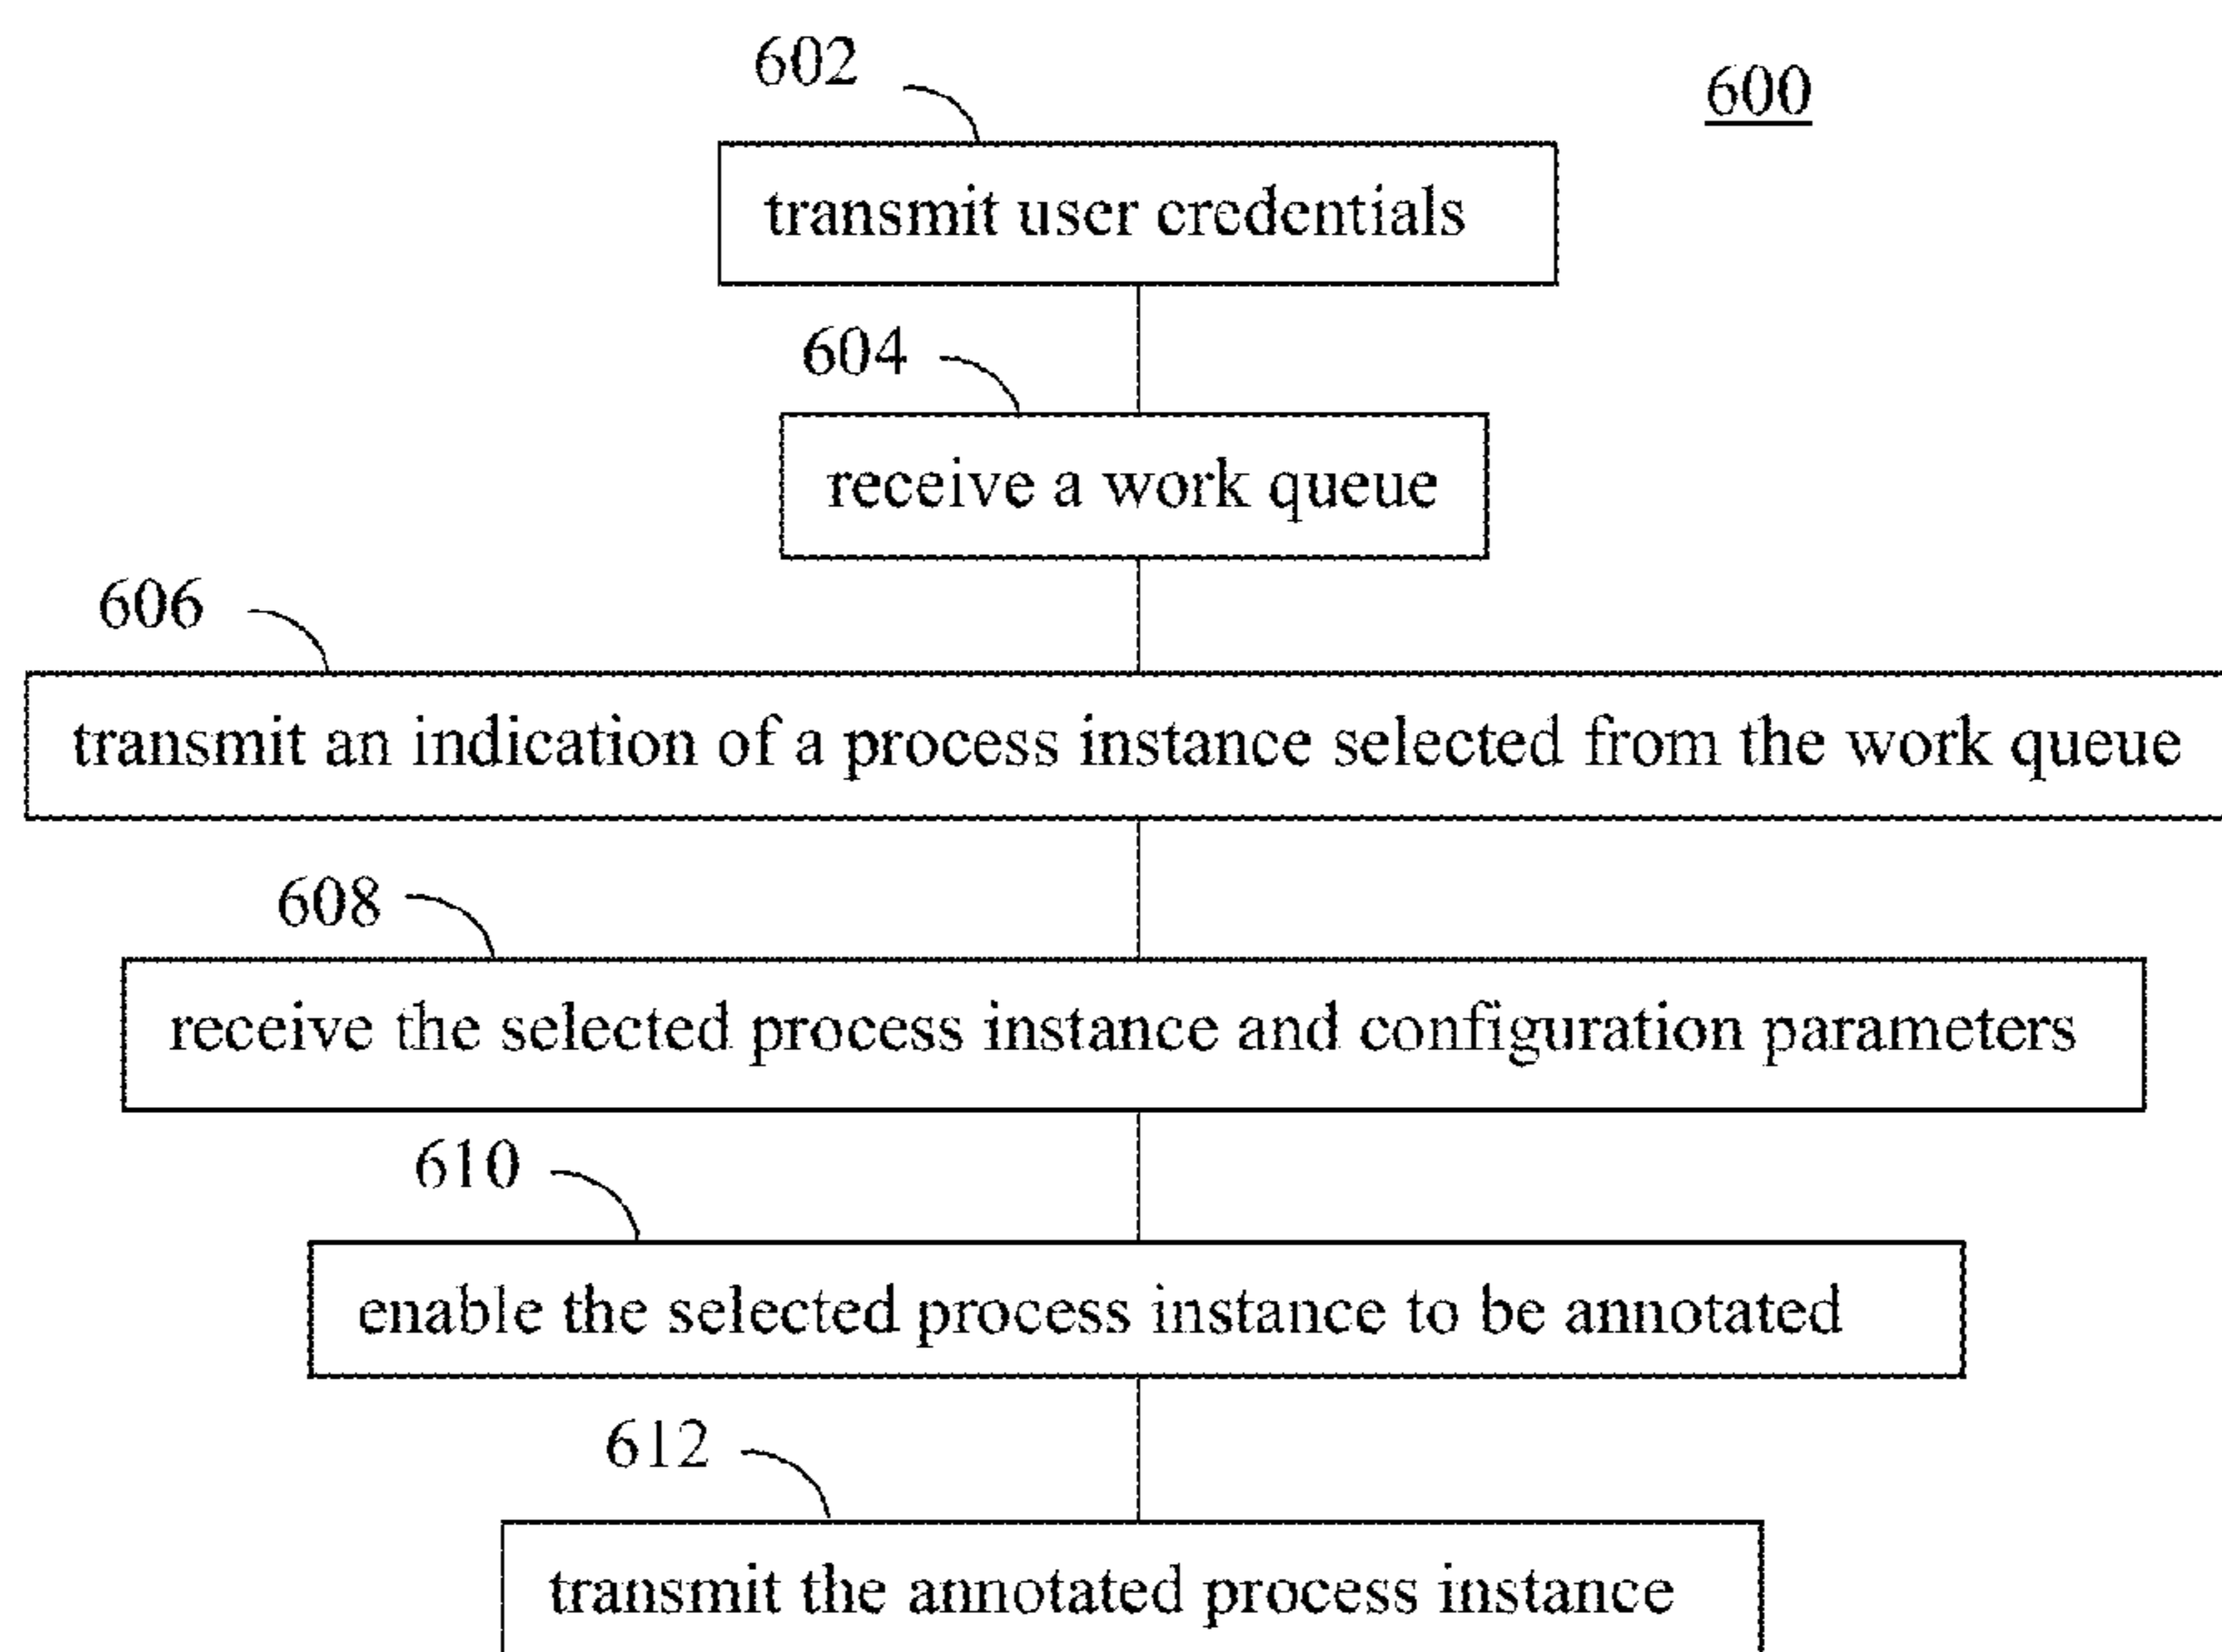 602
600
transmit user credentials
604
receive a work queue
606
transmit an indication of a process instance selected from the work queue
608
receive the selected process instance and configuration parameters
610
enable the selected process instance to be annotated
612
transmit the annotated process instance